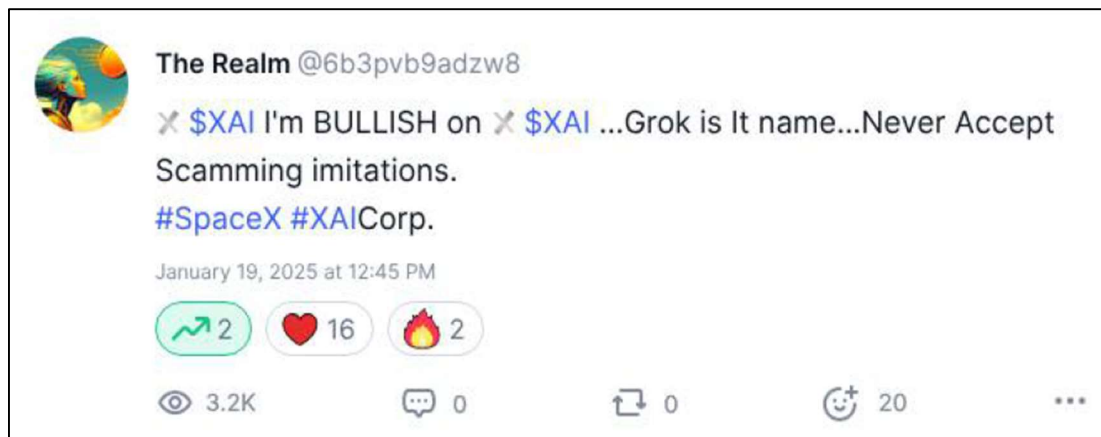 The Realm @6b3pvb9adzw8
$XAI I'm BULLISH on $XAI ...Grok is It name...Never Accept
Scamming imitations.
#SpaceX #XAICorp.
January 19, 2025 at 12:45 PM
2 16 2
3.2K 0 0 20